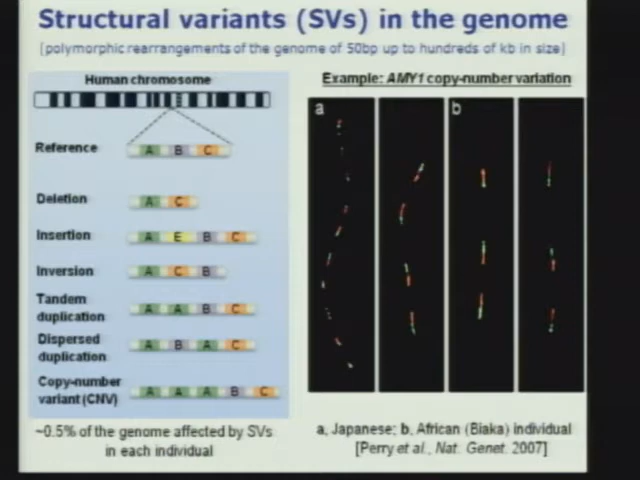 Structural variants (SVs) in the genome
[polymorphic rearrangements of the genome of 50bp up to hundreds of kb in size]
Human chromosome
Reference
A B C
Deletion
A C
Insertion
A E B C
Inversion
A C B
Tandem
duplication
A A B C
Dispersed
duplication
A B A C
Copy-number
variant (CNV)
A A A B C
~0.5% of the genome affected by SVs
in each individual
Example: AMY1 copy-number variation
a
b
a, Japanese; b, African (Biaka) individual
[Perry et al., Nat. Genet. 2007]